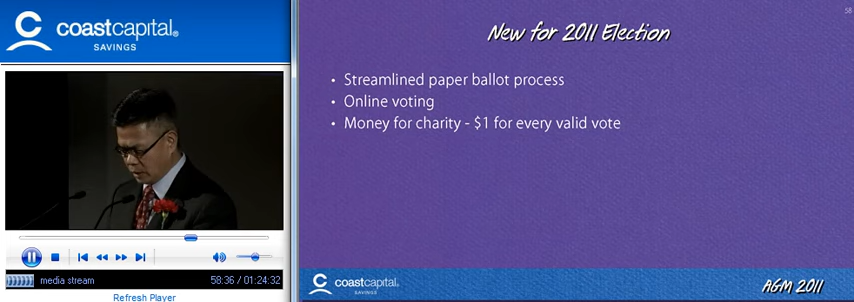 coastcapital®
SAVINGS
media stream
58:36 / 01:24:32
Refresh Player
58
New for 2011 Election
• Streamlined paper ballot process
• Online voting
• Money for charity - $1 for every valid vote
coastcapital®
SAVINGS
AGM 2011